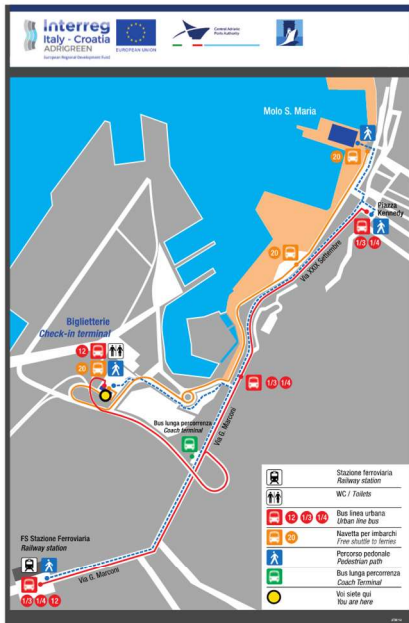 Interreg
Italy - Croatia
ADRIGREEN
European Regional Development Fund
EUROPEAN UNION
Central Adriatic
Ports Authority
Molo S. Maria
20
Piazza
Kennedy
1/3 1/4
20
Via XXIX Settembre
Biglietterie
Check-in terminal
12
20
1/3 1/4
Bus lunga percorrenza
Coach terminal
Via G. Marconi
FS Stazione Ferroviaria
Railway station
Via G. Marconi
1/3 1/4 12
Stazione ferroviaria
Railway station
WC / Toilets
12 1/3 1/4 Bus linea urbana
Urban line bus
20 Navetta per imbarchi
Free shuttle to ferries
Percorso pedonale
Pedestrian path
Bus lunga percorrenza
Coach Terminal
Voi siete qui
You are here